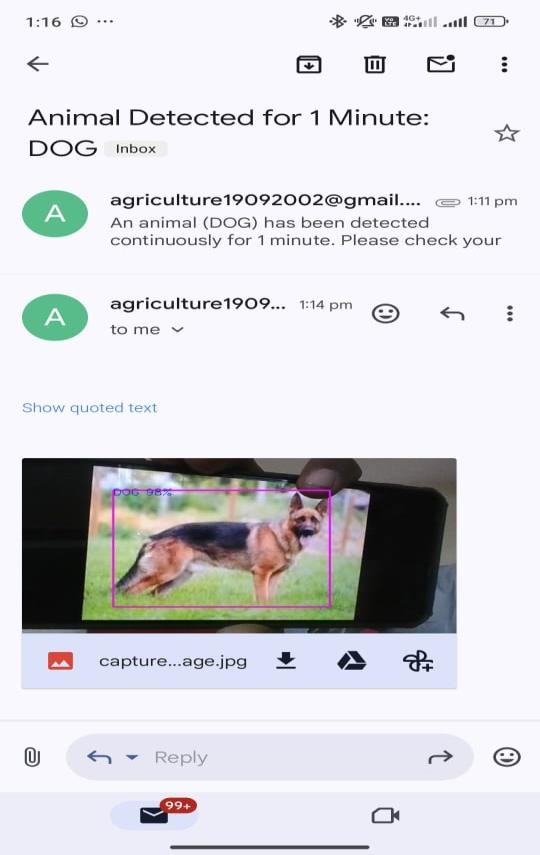 1:16 ...
4G+
Vo LTE
71
Animal Detected for 1 Minute:
DOG Inbox
agriculture19092002@gmail.... 1:11 pm
An animal (DOG) has been detected
continuously for 1 minute. Please check your
A
agriculture1909... 1:14 pm
A
to me
Show quoted text
DOG 98%
capture...age.jpg
Reply
99+